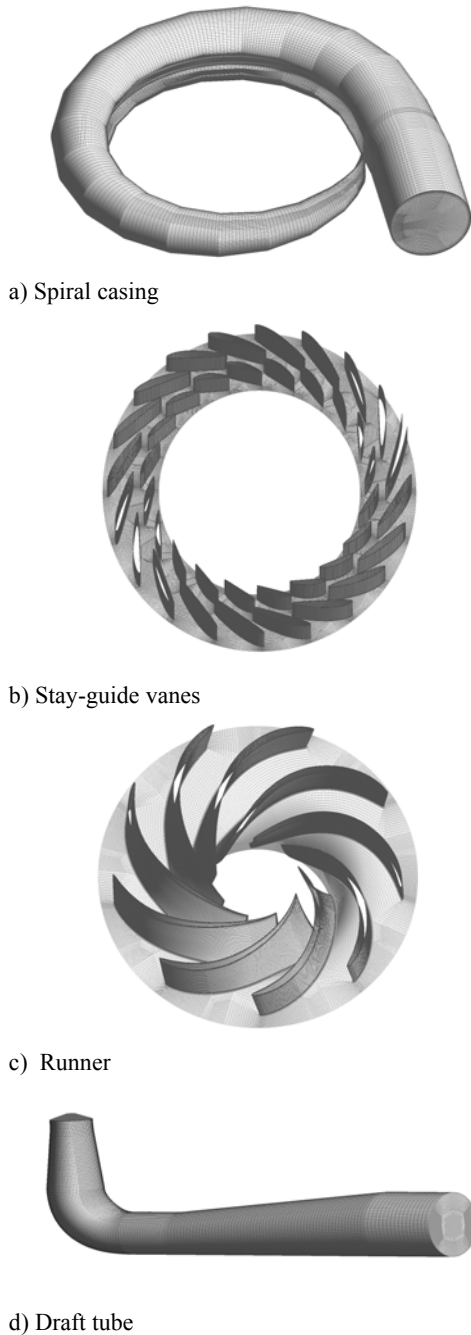 a) Spiral casing
b) Stay-guide vanes
c) Runner
d) Draft tube